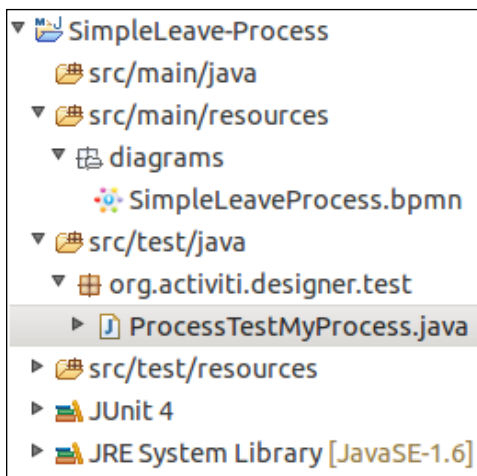 SimpleLeave-Process
src/main/java
src/main/resources
diagrams
SimpleLeaveProcess.bpmn
src/test/java
org.activiti.designer.test
ProcessTestMyProcess.java
src/test/resources
JUnit 4
JRE System Library [JavaSE-1.6]